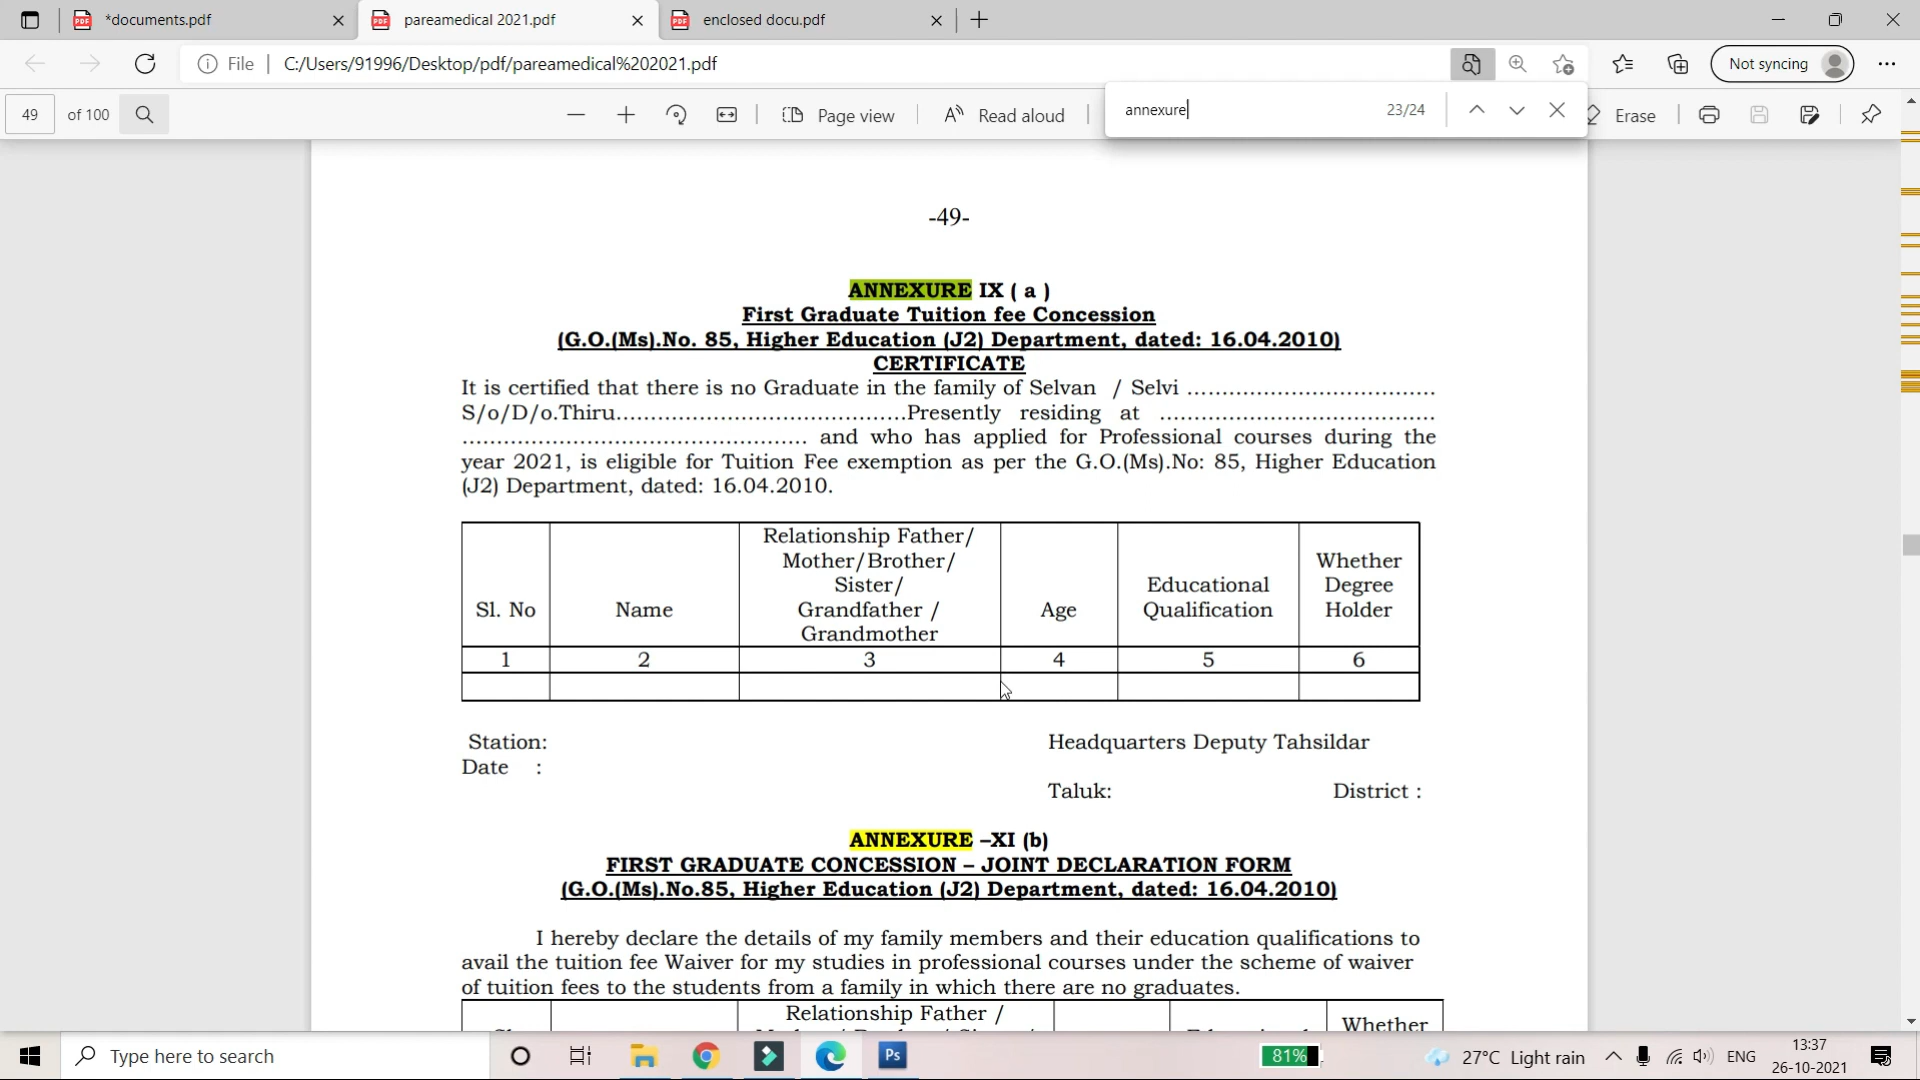 *documents.pdf
pareamedical 2021.pdf
enclosed docu.pdf
File
C:/Users/91996/Desktop/pdf/pareamedical%202021.pdf
Not syncing
49 of 100
Page view
Read aloud
annexure
23/24
Erase
-49-
ANNEXURE IX ( a )
First Graduate Tuition fee Concession
(G.O.(Ms).No. 85, Higher Education (J2) Department, dated: 16.04.2010)
CERTIFICATE
It is certified that there is no Graduate in the family of Selvan / Selvi ....................................
S/o/D/o.Thiru..........................................Presently residing at ........................................
.................................................. and who has applied for Professional courses during the
year 2021, is eligible for Tuition Fee exemption as per the G.O.(Ms).No: 85, Higher Education
(J2) Department, dated: 16.04.2010.
Sl. No
Name
Relationship Father/
Mother/Brother/
Sister/
Grandfather /
Grandmother
Age
Educational
Qualification
Whether
Degree
Holder
1 2 3 4 5 6
Station:
Headquarters Deputy Tahsildar
Date :
Taluk: District :
ANNEXURE –XI (b)
FIRST GRADUATE CONCESSION – JOINT DECLARATION FORM
(G.O.(Ms).No.85, Higher Education (J2) Department, dated: 16.04.2010)
I hereby declare the details of my family members and their education qualifications to
avail the tuition fee Waiver for my studies in professional courses under the scheme of waiver
of tuition fees to the students from a family in which there are no graduates.
Relationship Father /
Whether
Type here to search
Ps
81%
27°C Light rain
ENG
13:37
26-10-2021